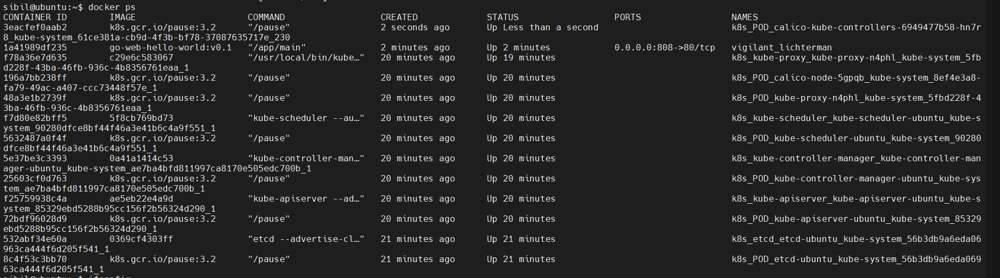 sibil@ubuntu:~$ docker ps
CONTAINER ID        IMAGE                     COMMAND                  CREATED             STATUS                  PORTS                 NAMES
3eacfef0aab2        k8s.gcr.io/pause:3.2      "/pause"                 2 seconds ago       Up Less than a second                         k8s_POD_calico-kube-controllers-6949477b58-hn7r
8_kube-system_61ce381a-cb9d-4f3b-bf78-37087635717e_230
1a41989df235        go-web-hello-world:v0.1   "/app/main"              2 minutes ago       Up 2 minutes            0.0.0.0:808->80/tcp   vigilant_lichterman
f78a36e7d635        c29e6c583067              "/usr/local/bin/kube…"   20 minutes ago      Up 19 minutes                                 k8s_kube-proxy_kube-proxy-n4phl_kube-system_5fb
d228f-43ba-46fb-936c-4b8356761eaa_1
196a7bb238ff        k8s.gcr.io/pause:3.2      "/pause"                 20 minutes ago      Up 20 minutes                                 k8s_POD_calico-node-5gpqb_kube-system_8ef4e3a8-
fa79-49ac-a407-ccc73448f57e_1
48a3e1b2739f        k8s.gcr.io/pause:3.2      "/pause"                 20 minutes ago      Up 20 minutes                                 k8s_POD_kube-proxy-n4phl_kube-system_5fbd228f-4
3ba-46fb-936c-4b8356761eaa_1
f7d80e82bff5        5f8cb769bd73              "kube-scheduler --au…"   20 minutes ago      Up 20 minutes                                 k8s_kube-scheduler_kube-scheduler-ubuntu_kube-s
ystem_90280dfce8bf44f46a3e41b6c4a9f551_1
5632487a0f4f        k8s.gcr.io/pause:3.2      "/pause"                 20 minutes ago      Up 20 minutes                                 k8s_POD_kube-scheduler-ubuntu_kube-system_90280
dfce8bf44f46a3e41b6c4a9f551_1
5e37be3c3393        0a41a1414c53              "kube-controller-man…"   20 minutes ago      Up 20 minutes                                 k8s_kube-controller-manager_kube-controller-man
ager-ubuntu_kube-system_ae7ba4bfd811997ca8170e505edc700b_1
25603cf0d763        k8s.gcr.io/pause:3.2      "/pause"                 20 minutes ago      Up 20 minutes                                 k8s_POD_kube-controller-manager-ubuntu_kube-sys
tem_ae7ba4bfd811997ca8170e505edc700b_1
f25759938c4a        ae5eb22e4a9d              "kube-apiserver --ad…"   20 minutes ago      Up 20 minutes                                 k8s_kube-apiserver_kube-apiserver-ubuntu_kube-s
ystem_85329ebd5288b95cc156f2b56324d290_1
72bdf96028d9        k8s.gcr.io/pause:3.2      "/pause"                 20 minutes ago      Up 20 minutes                                 k8s_POD_kube-apiserver-ubuntu_kube-system_85329
ebd5288b95cc156f2b56324d290_1
532abf34e60a        0369cf4303ff              "etcd --advertise-cl…"   21 minutes ago      Up 21 minutes                                 k8s_etcd_etcd-ubuntu_kube-system_56b3db9a6eda06
963ca444f6d205f541_1
8c4f53c3bb70        k8s.gcr.io/pause:3.2      "/pause"                 21 minutes ago      Up 21 minutes                                 k8s_POD_etcd-ubuntu_kube-system_56b3db9a6eda069
63ca444f6d205f541_1